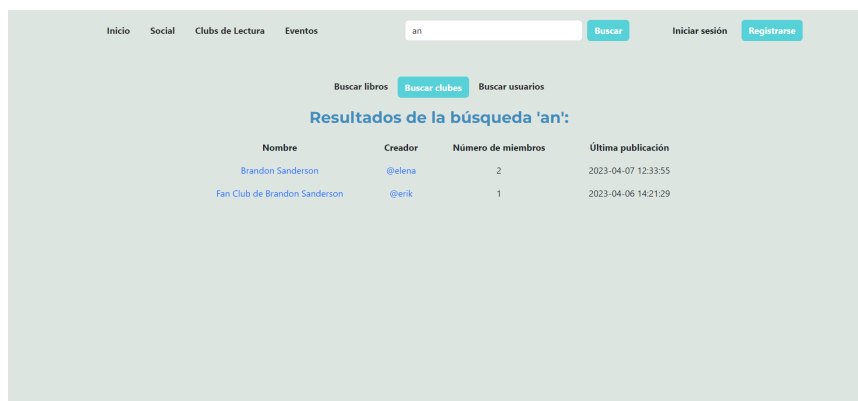 Inicio Social Clubs de Lectura Eventos an Buscar Iniciar sesión Registrarse
Buscar libros Buscar clubes Buscar usuarios
Resultados de la búsqueda 'an':
Nombre Creador Número de miembros Última publicación
Brandon Sanderson @elena 2 2023-04-07 12:33:55
Fan Club de Brandon Sanderson @erik 1 2023-04-06 14:21:29